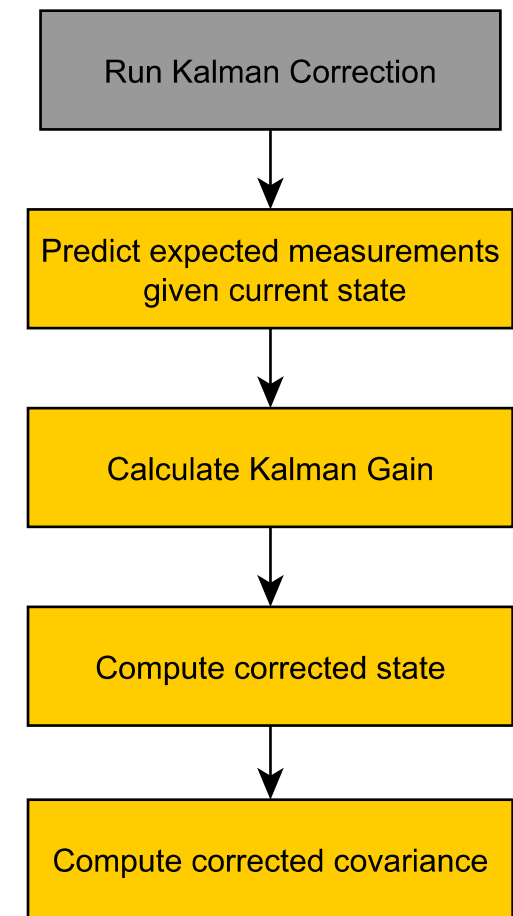 Run Kalman Correction
Predict expected measurements
given current state
Calculate Kalman Gain
Compute corrected state
Compute corrected covariance